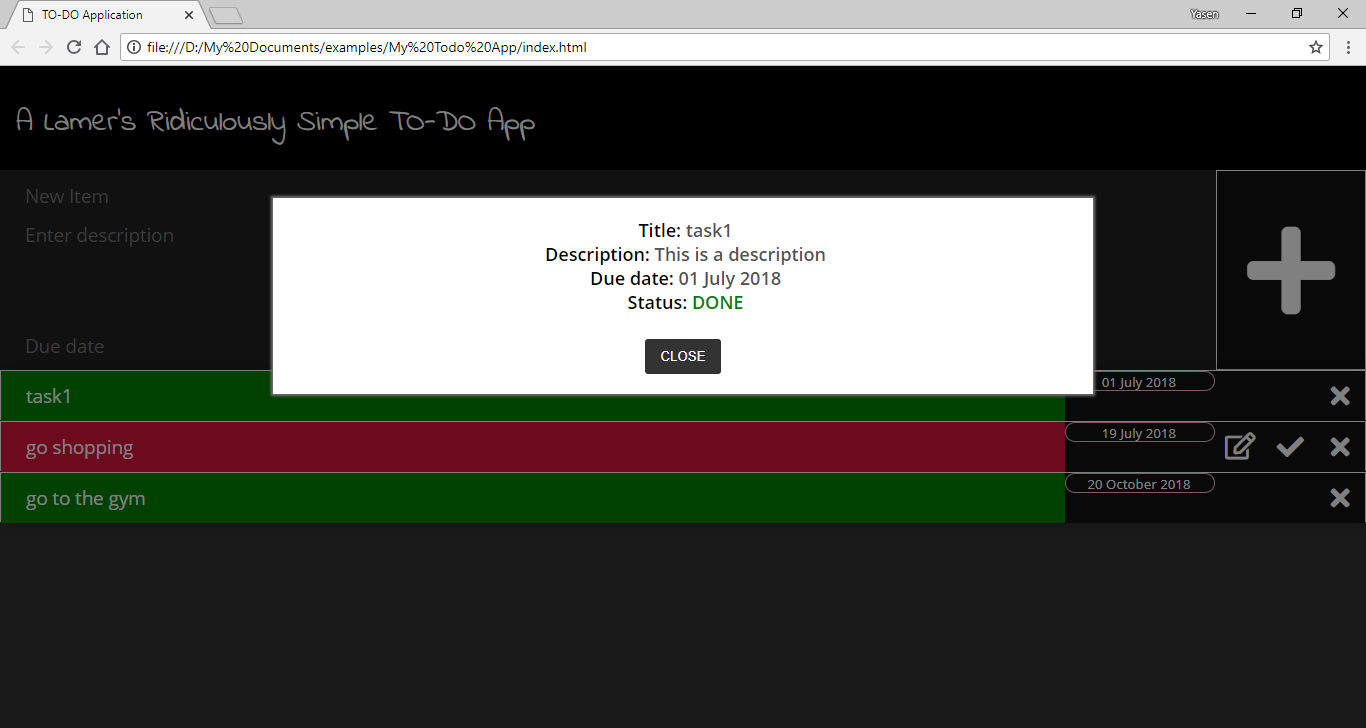 TO-DO Application
Yasen
file:///D:/My%20Documents/examples/My%20Todo%20App/index.html
A Lamer's Ridiculously Simple TO-DO App
New Item
Enter description
Due date
Title: task1
Description: This is a description
Due date: 01 July 2018
Status: DONE
CLOSE
task1 01 July 2018
go shopping 19 July 2018
go to the gym 20 October 2018